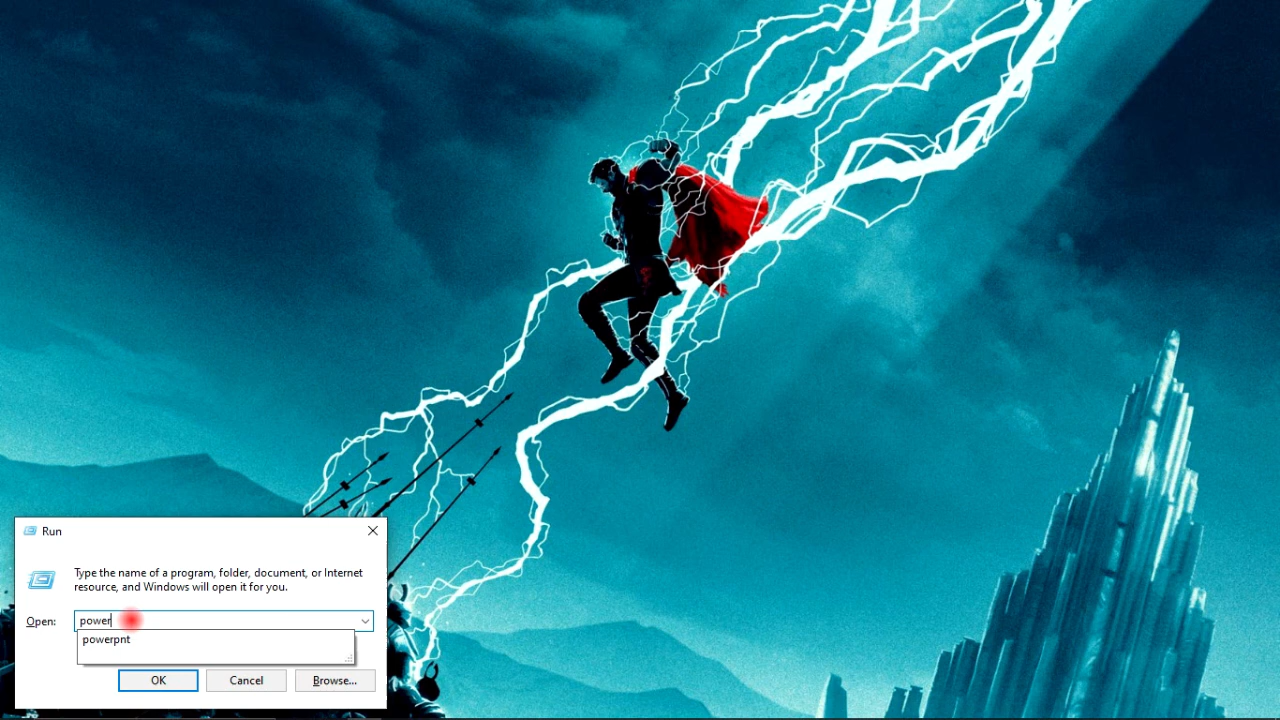 Run
Type the name of a program, folder, document, or Internet
resource, and Windows will open it for you.
Open:
power
powerpnt
OK
Cancel
Browse...